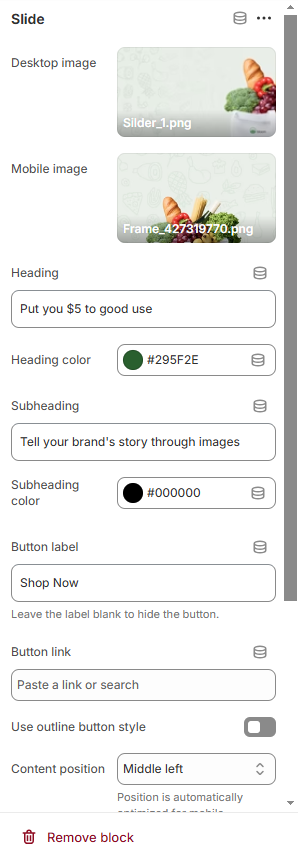 Slide
Desktop image
Silder_1.png
Mobile image
Frame_427319770.png
Heading
Put you $5 to good use
Heading color
#295F2E
Subheading
Tell your brand's story through images
Subheading
color
#000000
Button label
Shop Now
Leave the label blank to hide the button.
Button link
Paste a link or search
Use outline button style
Content position
Middle left
Position is automatically
optimized for mobile
Remove block